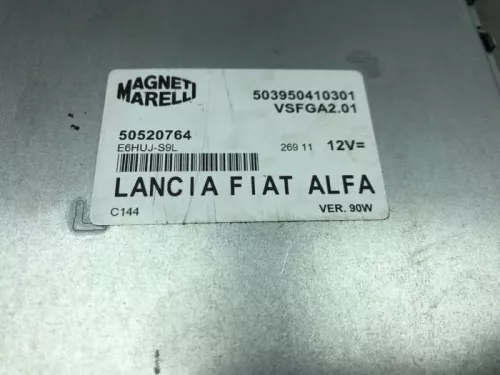 MAGNETI MARELLI
503950410301
VSFGA2.01
50520764
E6HUJ-S9L
269 11 12V=
LANCIA FIAT ALFA
C144
VER. 90W